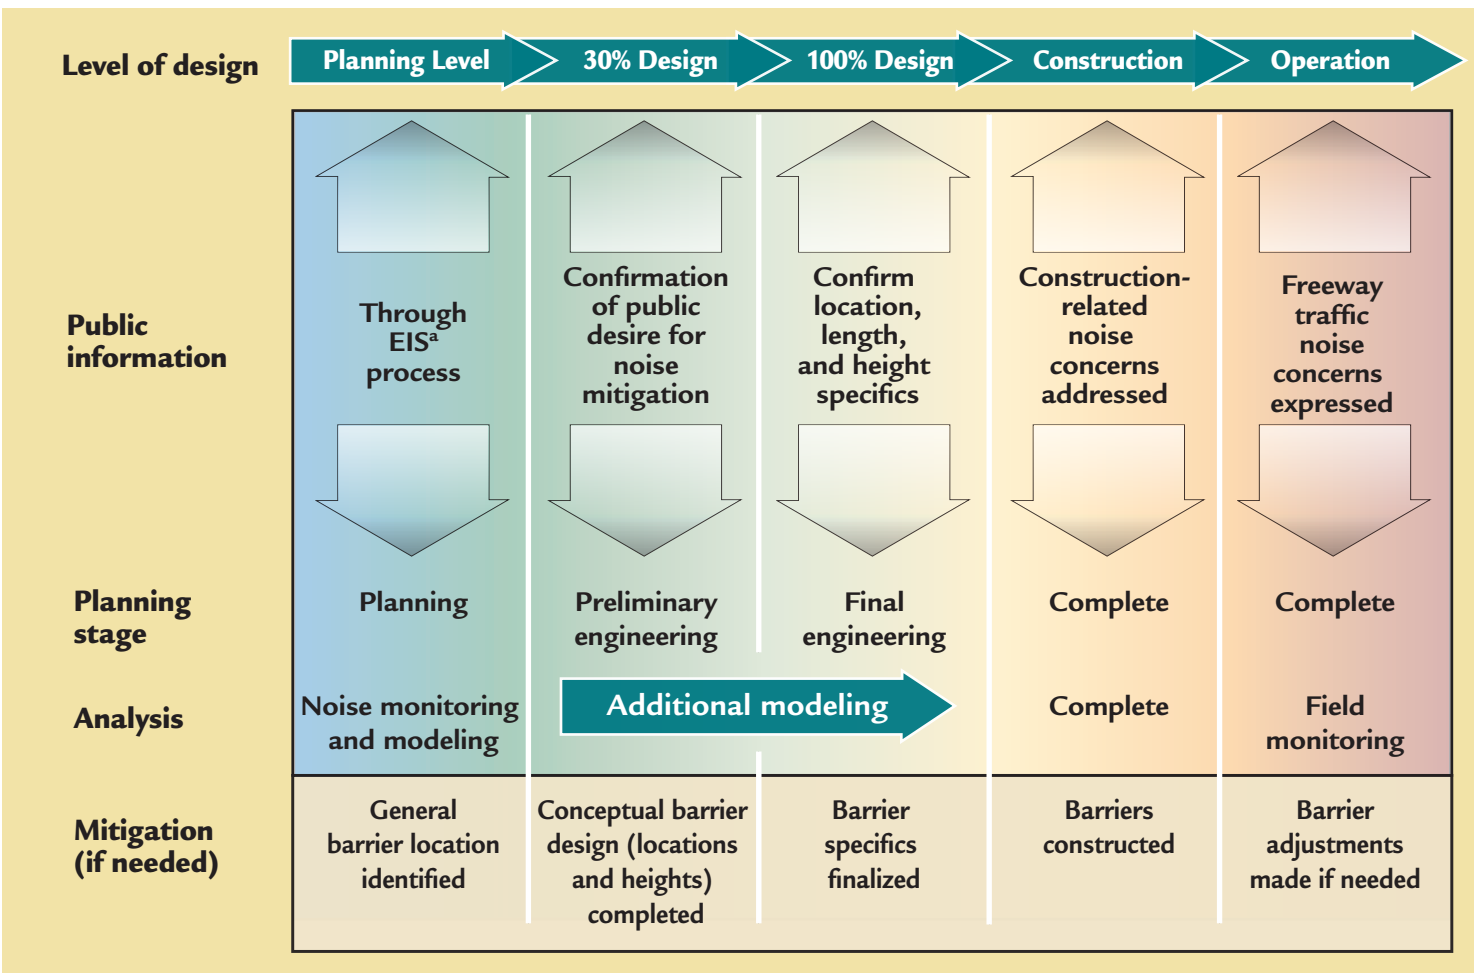 Level of design
Planning Level
30% Design
100% Design
Construction
Operation
Public
information
Through
EISᵃ
process
Confirmation
of public
desire for
noise
mitigation
Confirm
location,
length,
and height
specifics
Construction-
related
noise
concerns
addressed
Freeway
traffic
noise
concerns
expressed
Planning
stage
Planning
Preliminary
engineering
Final
engineering
Complete
Complete
Analysis
Noise monitoring
and modeling
Additional modeling
Complete
Field
monitoring
Mitigation
(if needed)
General
barrier location
identified
Conceptual barrier
design (locations
and heights)
completed
Barrier
specifics
finalized
Barriers
constructed
Barrier
adjustments
made if needed